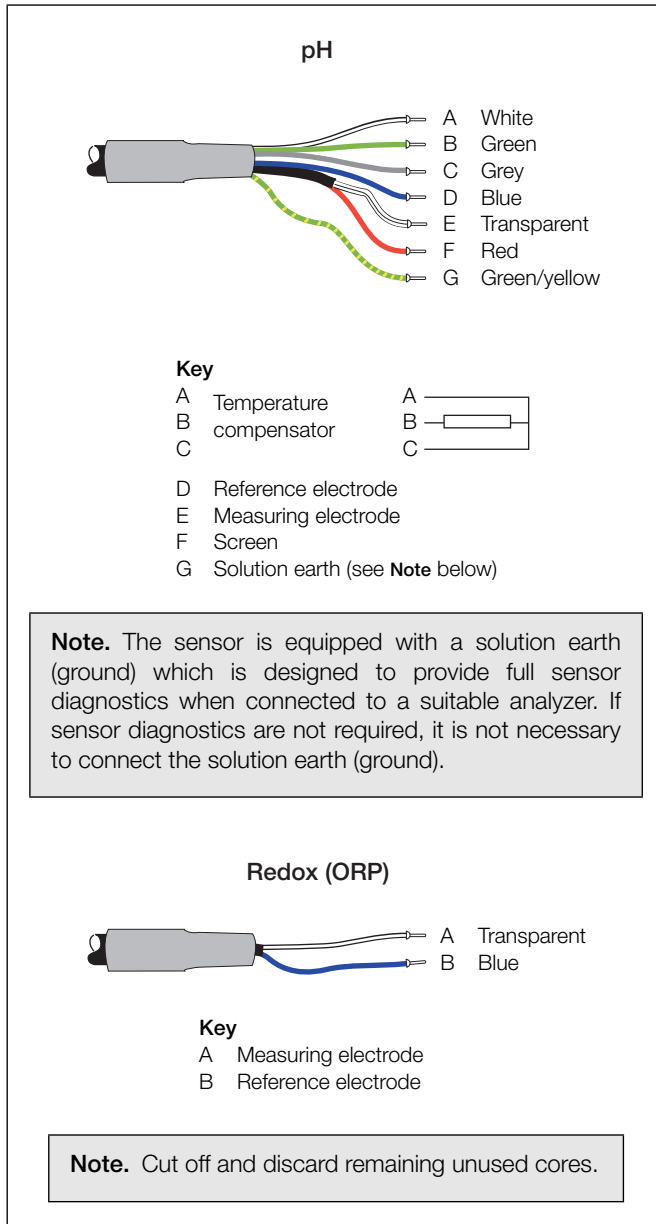 pH
A White
B Green
C Grey
D Blue
E Transparent
F Red
G Green/yellow
Key
A Temperature
B compensator
C
A
B
C
D Reference electrode
E Measuring electrode
F Screen
G Solution earth (see Note below)
Note. The sensor is equipped with a solution earth
(ground) which is designed to provide full sensor
diagnostics when connected to a suitable analyzer. If
sensor diagnostics are not required, it is not necessary
to connect the solution earth (ground).
Redox (ORP)
A Transparent
B Blue
Key
A Measuring electrode
B Reference electrode
Note. Cut off and discard remaining unused cores.